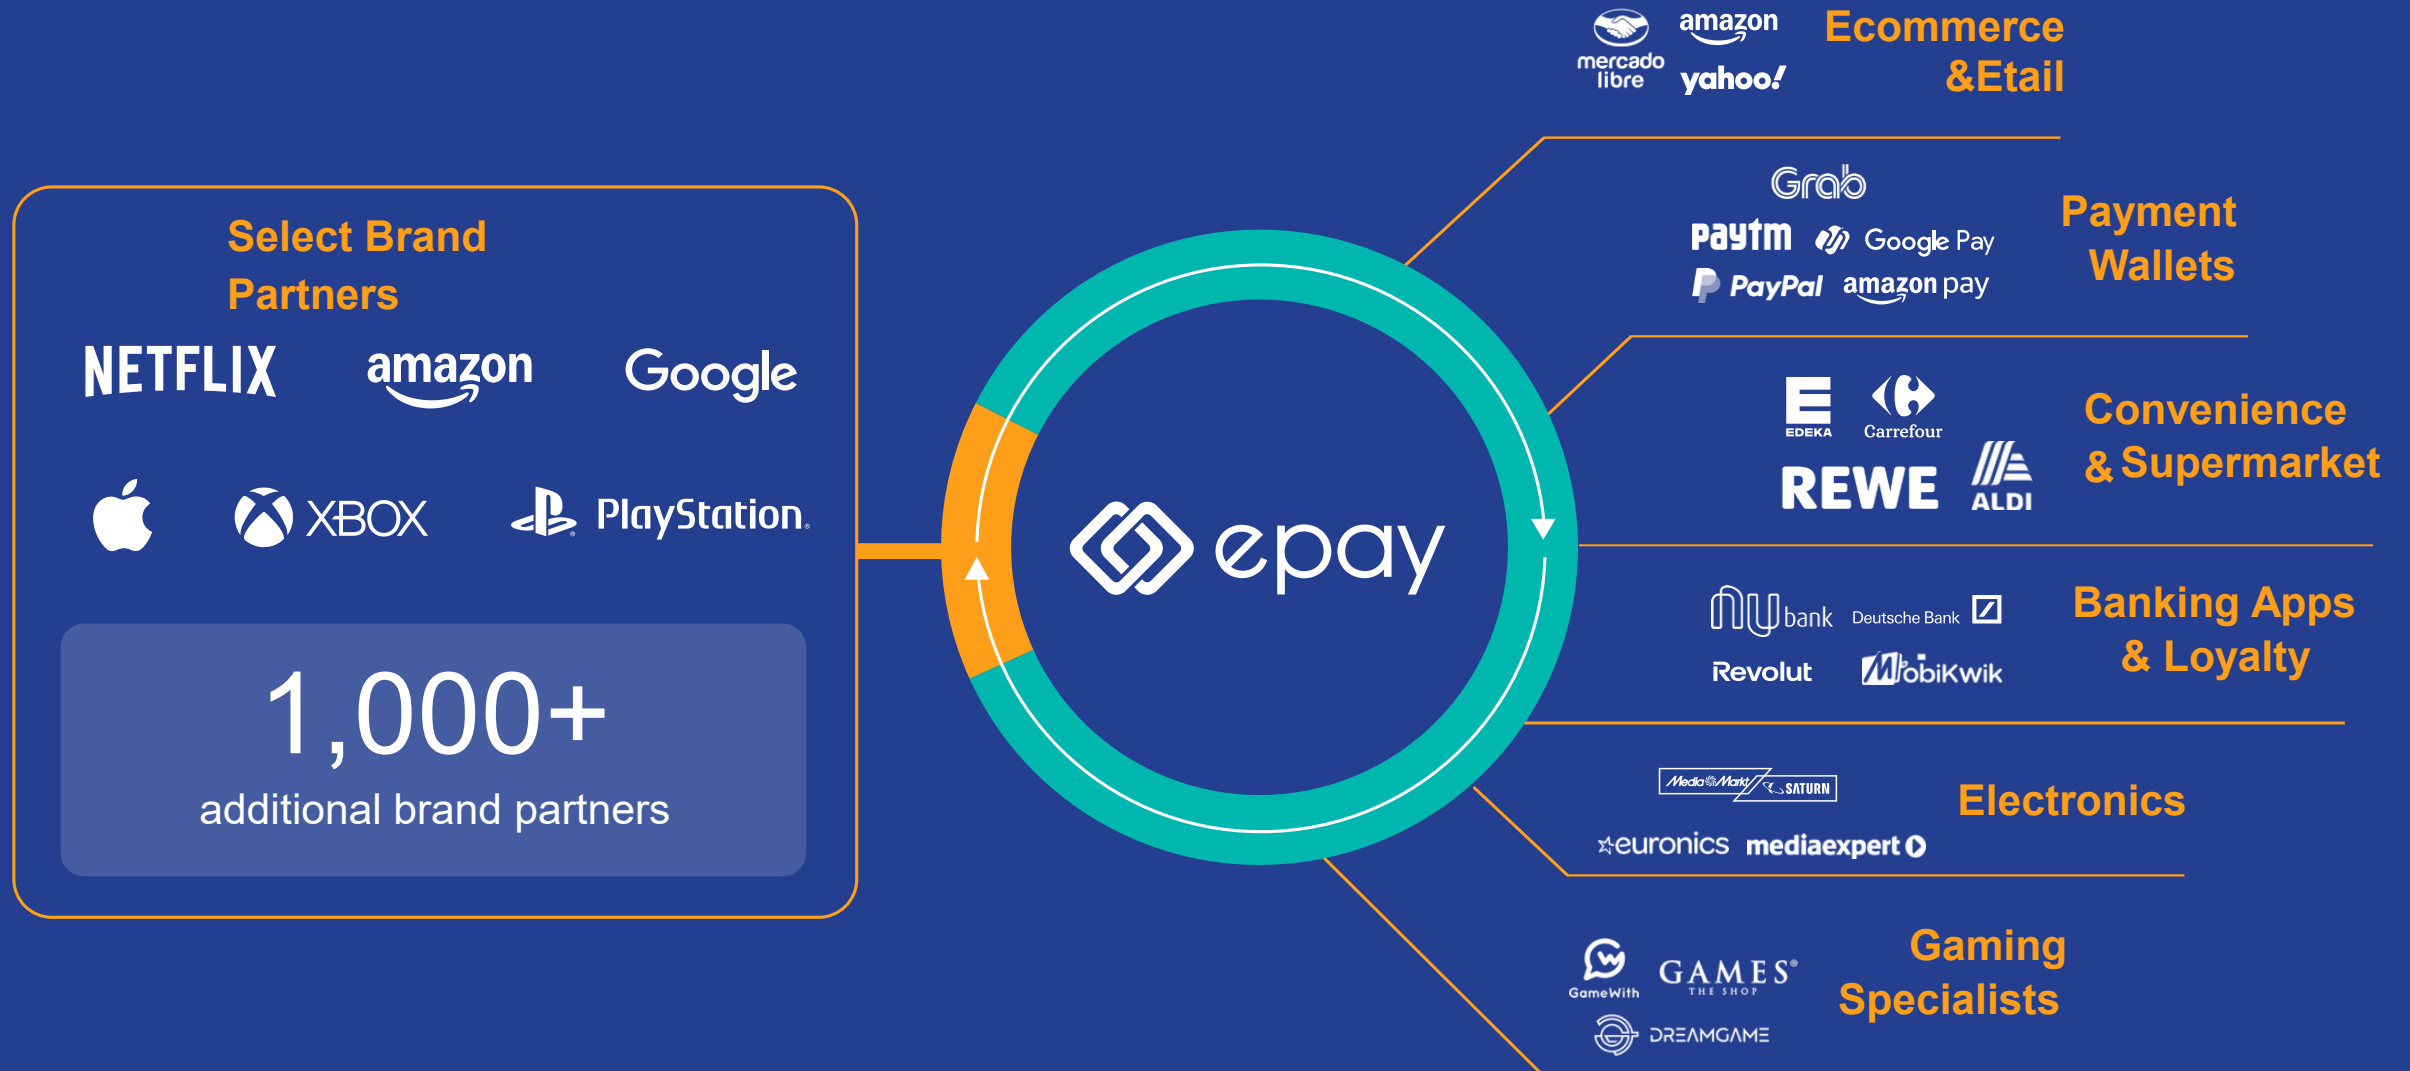 Select Brand
Partners
NETFLIX
amazon
Google
XBOX
PlayStation
1,000+
additional brand partners
epay
mercado
libre
amazon
yahoo!
Ecommerce
&Etail
Grab
paytm
Google Pay
PayPal
amazon pay
Payment
Wallets
EDEKA
Carrefour
REWE
ALDI
Convenience
& Supermarket
nu bank
Deutsche Bank
Revolut
MobiKwik
Banking Apps
& Loyalty
Media Markt
SATURN
euronics
mediaexpert
Electronics
GameWith
GAMES®
THE SHOP
DREAMGAME
Gaming
Specialists